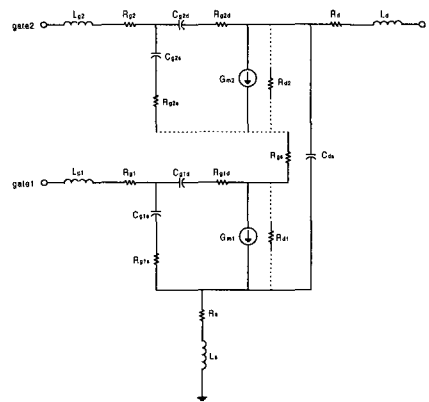 gate2 Lg2 Rg2 Cg2d Rg2d Rd Ld
Cg2s
Gm2 Rd2
Rg2s
Rgs Cds
gate1 Lg1 Rg1 Cg1d Rg1d
Cg1s
Gm1 Rd1
Rg1s
Rs
Ls